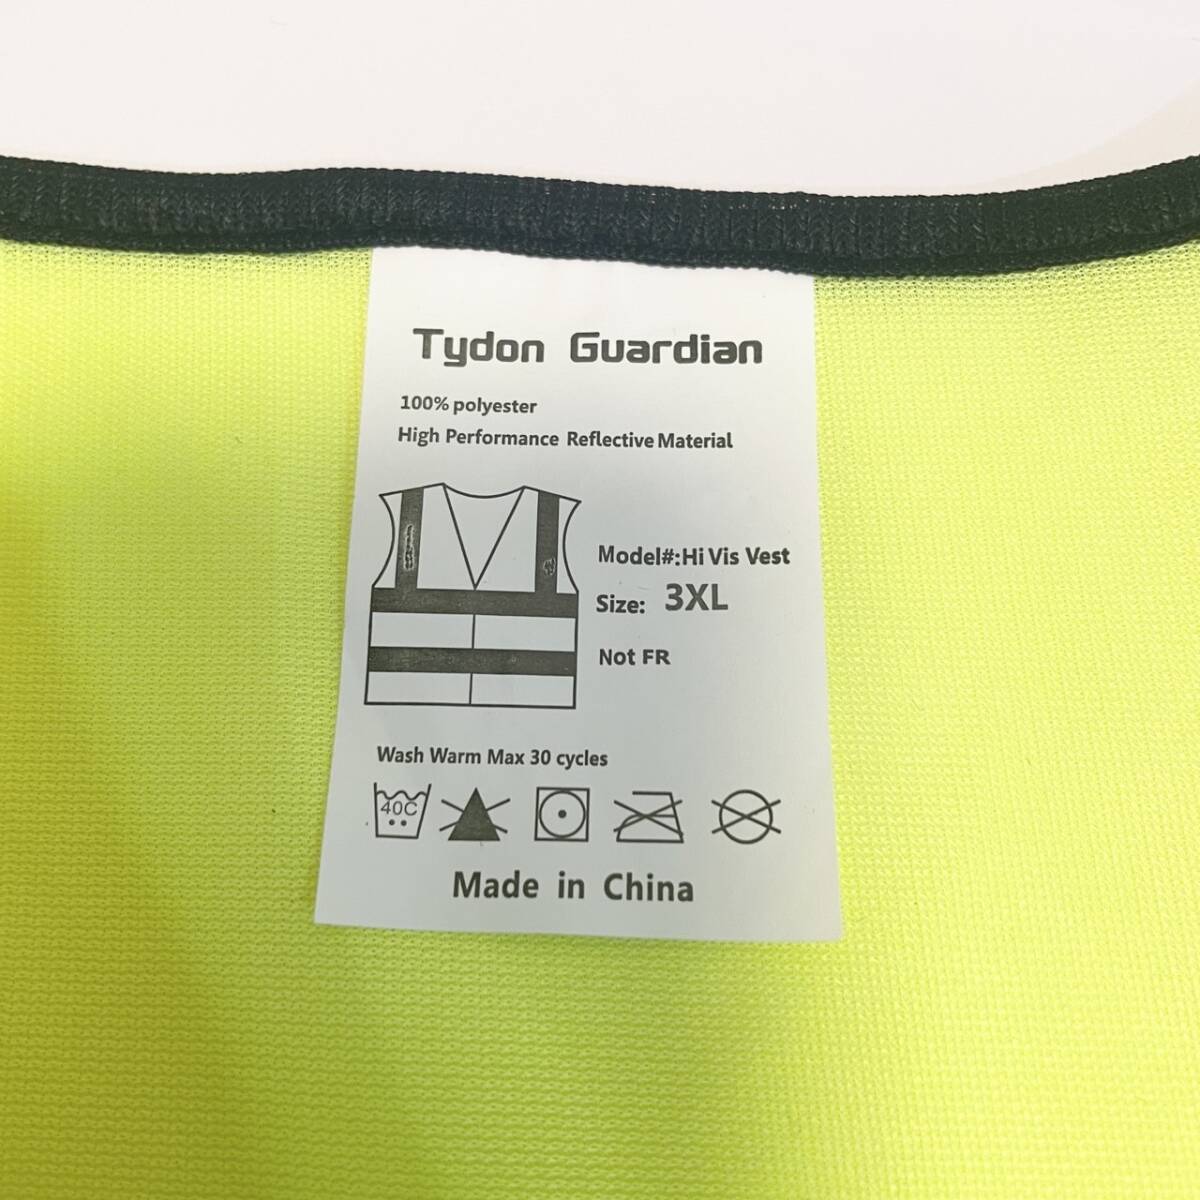 Tydon Guardian
100% polyester
High Performance Reflective Material
Model#:Hi Vis Vest
Size: 3XL
Not FR
Wash Warm Max 30 cycles
40C
Made in China